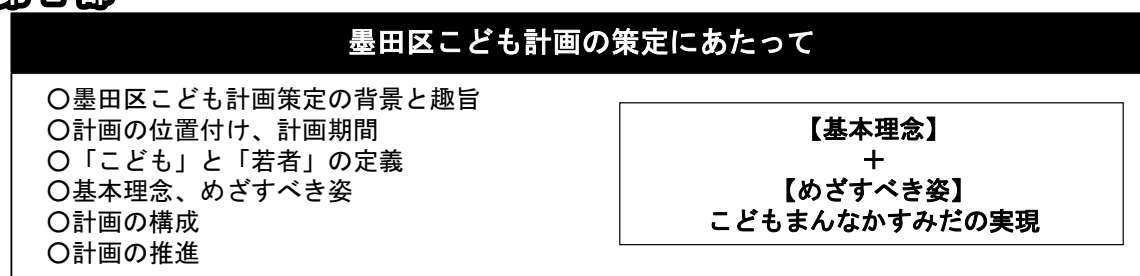 墨田区こども計画の策定にあたって
〇墨田区こども計画策定の背景と趣旨
〇計画の位置付け、計画期間
〇「こども」と「若者」の定義
〇基本理念、めざすべき姿
〇計画の構成
〇計画の推進
【基本理念】
＋
【めざすべき姿】
こどもまんなかすみだの実現